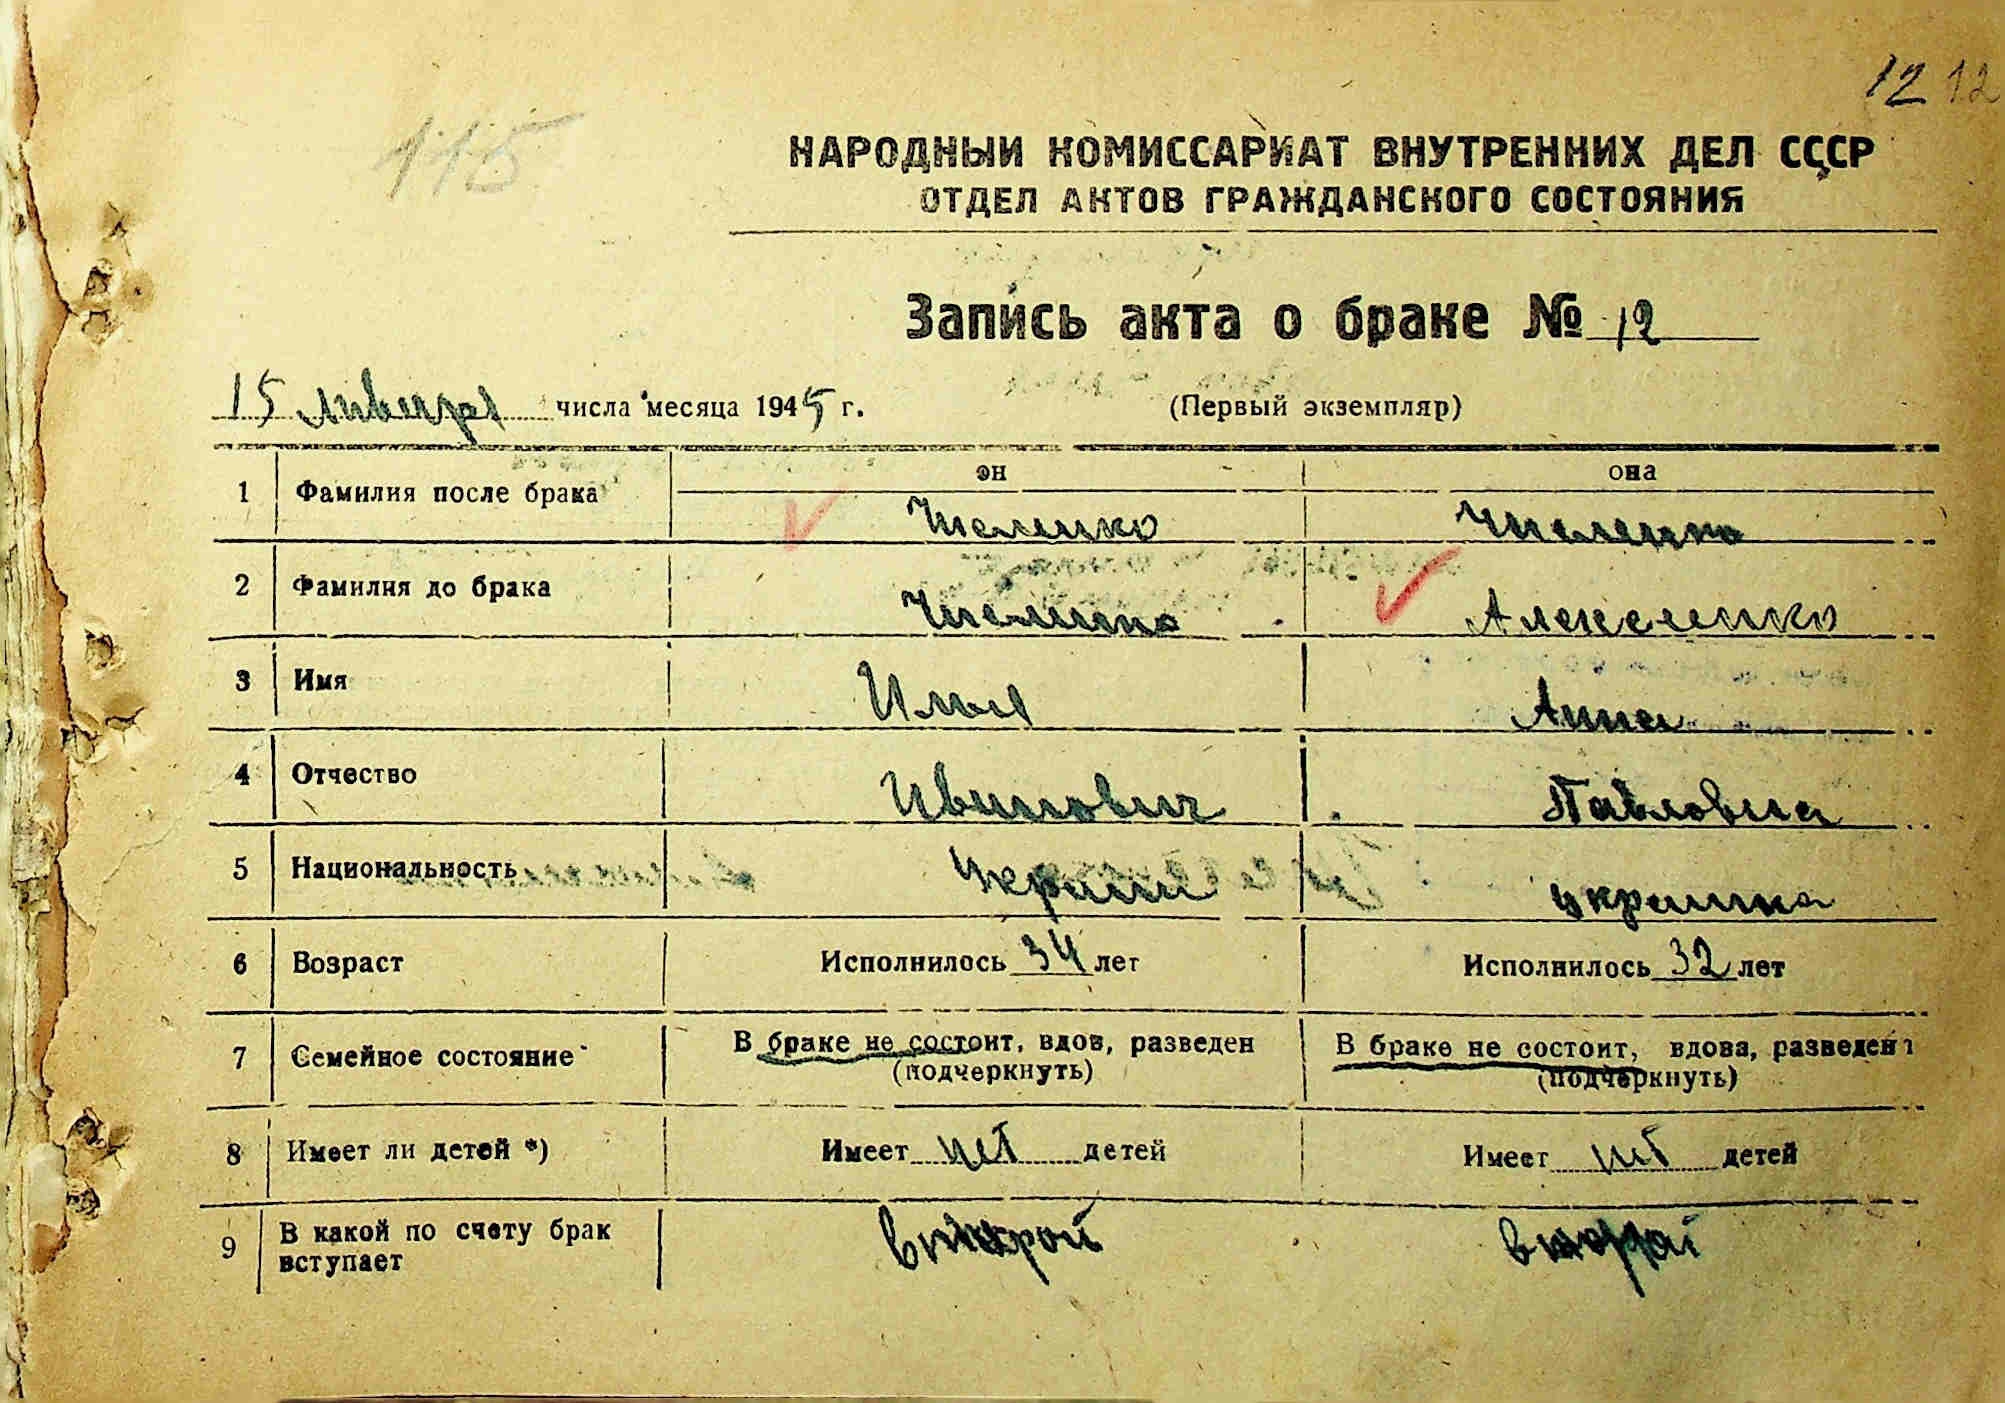 12 12
115
НАРОДНЫЙ КОМИССАРИАТ ВНУТРЕННИХ ДЕЛ СССР
ОТДЕЛ АКТОВ ГРАЖДАНСКОГО СОСТОЯНИЯ
Запись акта о браке № 12
15 января числа месяца 1945 г. (Первый экземпляр)
он она
1 Фамилия после брака
2 Фамилия до брака Алексеенко
3 Имя Илья Анна
4 Отчество Иванович Павловна
5 Национальность украин украинка
6 Возраст Исполнилось 34 лет Исполнилось 32 лет
7 Семейное состояние В браке не состоит, вдов, разведен В браке не состоит, вдова, разведен
(подчеркнуть) (подчеркнуть)
8 Имеет ли детей *) Имеет нет детей Имеет нет детей
9 В какой по счету брак вступает второй второй